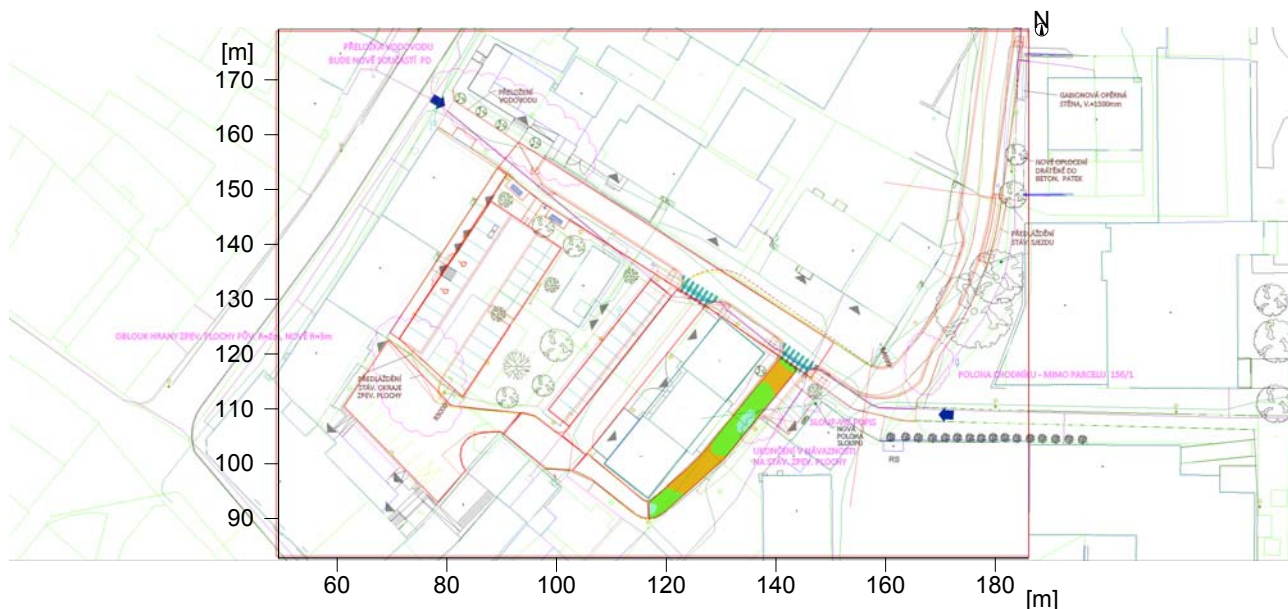 N
[m]
170
160
150
140
130
120
110
100
90
60
80
100
120
140
160
180
[m]
PŘELOŽKA VODOVODU
BUDE NOVĚ SOUČÁSTÍ PD
PŘELOŽENÍ
VODOVODU
GABIONOVÁ OPĚRNÁ
STĚNA, V.=1300mm
NOVÉ OPLOCENÍ
DRÁTĚNÉ DO
BETON. PATEK
PŘEDLÁŽDĚNÍ
STÁV. SJEZDU
OBLOUK HRANY ZPEV. PLOCHY PŮV. R=2m, NOVĚ R=3m
PŘEDLÁŽDĚNÍ
STÁV. OKRAJE
ZPEV. PLOCHY
POLOHA CHODNÍKU - MIMO PARCELU 156/1
NOVÁ
POLOHA
SLOUPU
UKONČENÍ V NÁVAZNOSTI
NA STÁV. ZPEV. PLOCHY
RS